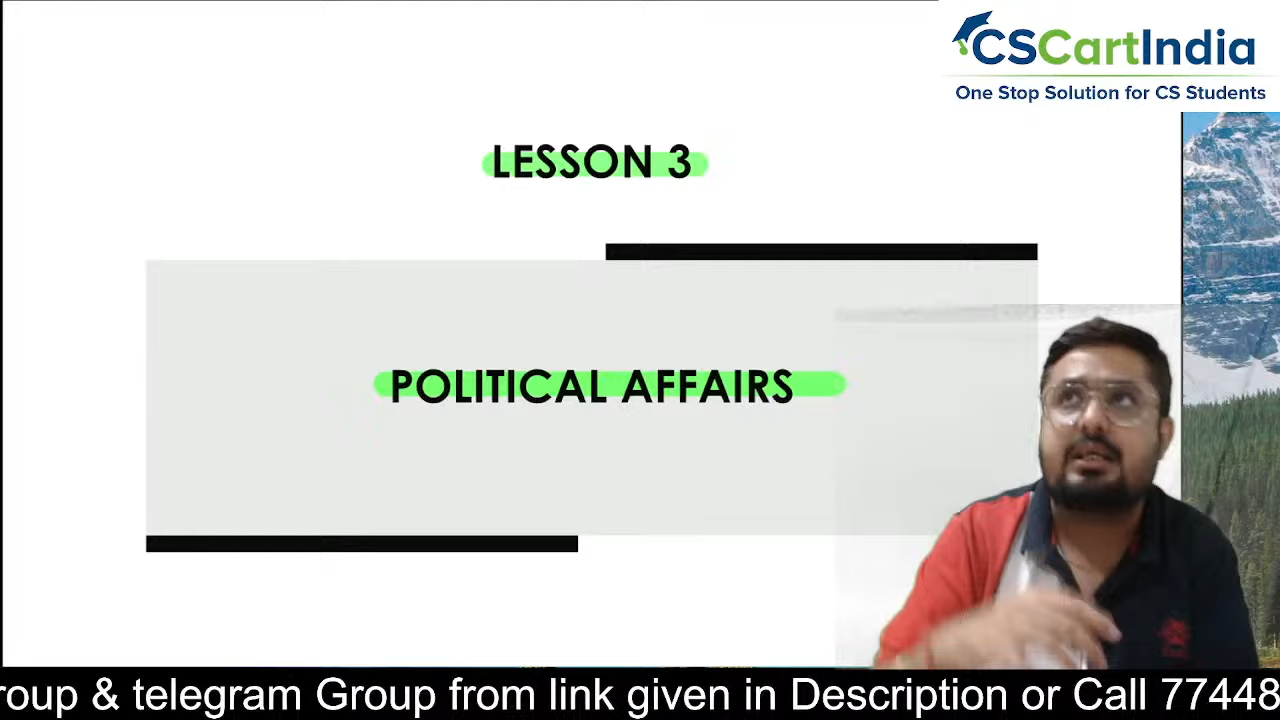 CSCartIndia
One Stop Solution for CS Students
LESSON 3
POLITICAL AFFAIRS
roup & telegram Group from link given in Description or Call 77448